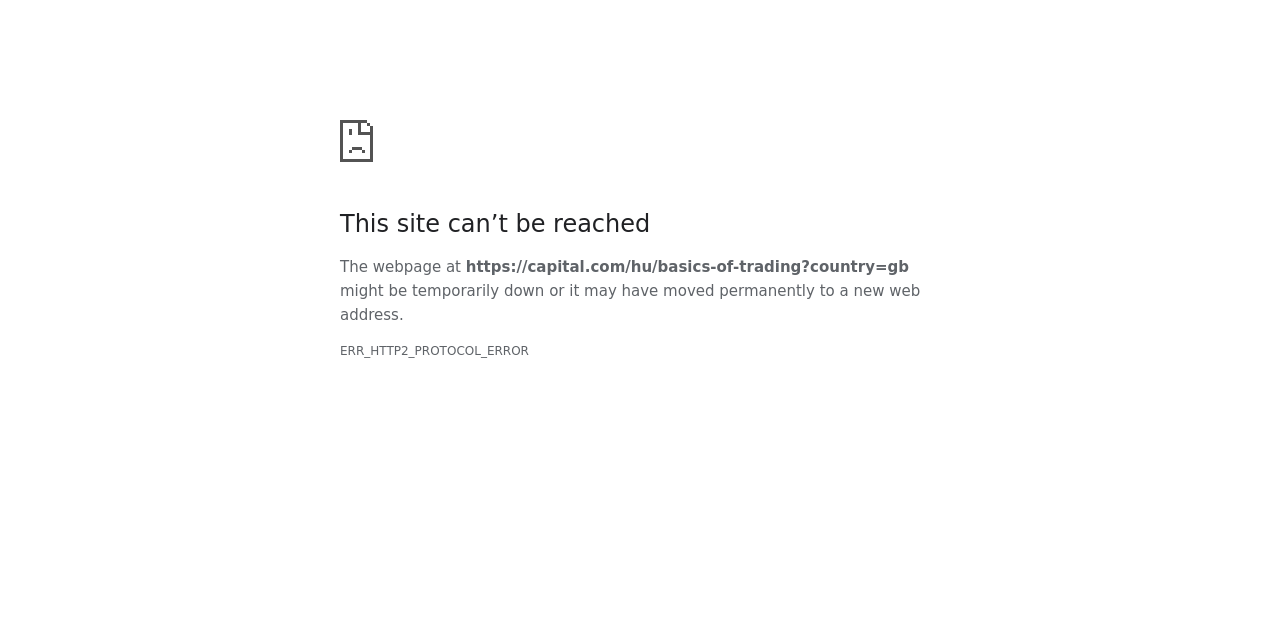 This site can’t be reached
The webpage at https://capital.com/hu/basics-of-trading?country=gb
might be temporarily down or it may have moved permanently to a new web
address.
ERR_HTTP2_PROTOCOL_ERROR